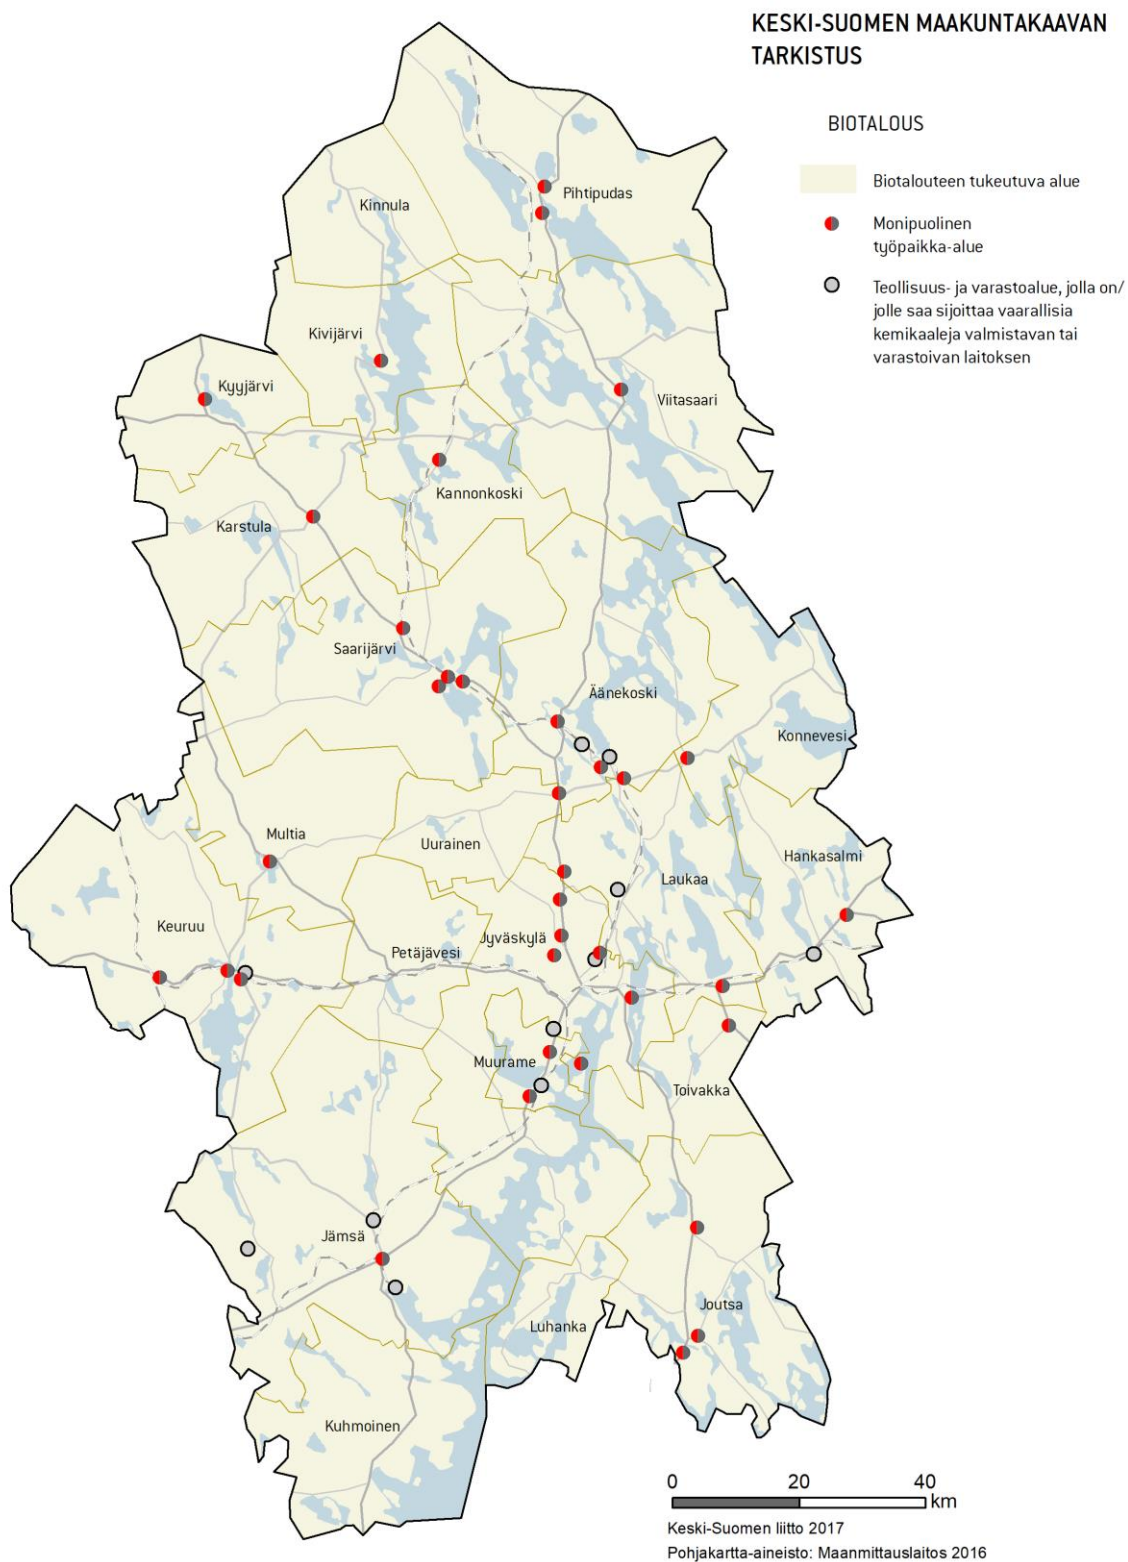 KESKI-SUOMEN MAAKUNTAKAAVAN
TARKISTUS
BIOTALOUS
Biotalouteen tukeutuva alue
Monipuolinen
työpaikka-alue
Teollisuus- ja varastoalue, jolla on/
jolle saa sijoittaa vaarallisia
kemikaaleja valmistavan tai
varastoivan laitoksen
Pihtipudas
Kinnula
Kivijärvi
Kyyjärvi
Viitasaari
Kannonkoski
Karstula
Saarijärvi
Äänekoski
Konnevesi
Multia
Uurainen
Hankasalmi
Laukaa
Keuruu
Jyväskylä
Petäjävesi
Muurame
Toivakka
Jämsä
Joutsa
Luhanka
Kuhmoinen
0 20 40
km
Keski-Suomen liitto 2017
Pohjakartta-aineisto: Maanmittauslaitos 2016